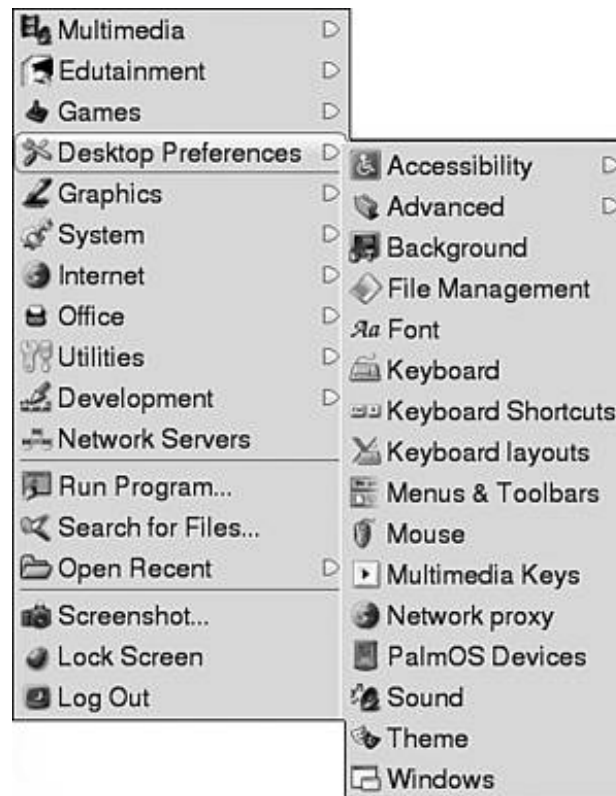 Multimedia
Edutainment
Games
Desktop Preferences
Graphics
System
Internet
Office
Utilities
Development
Network Servers
Run Program...
Search for Files...
Open Recent
Screenshot...
Lock Screen
Log Out
Accessibility
Advanced
Background
File Management
Aa Font
Keyboard
Keyboard Shortcuts
Keyboard layouts
Menus & Toolbars
Mouse
Multimedia Keys
Network proxy
PalmOS Devices
Sound
Theme
Windows